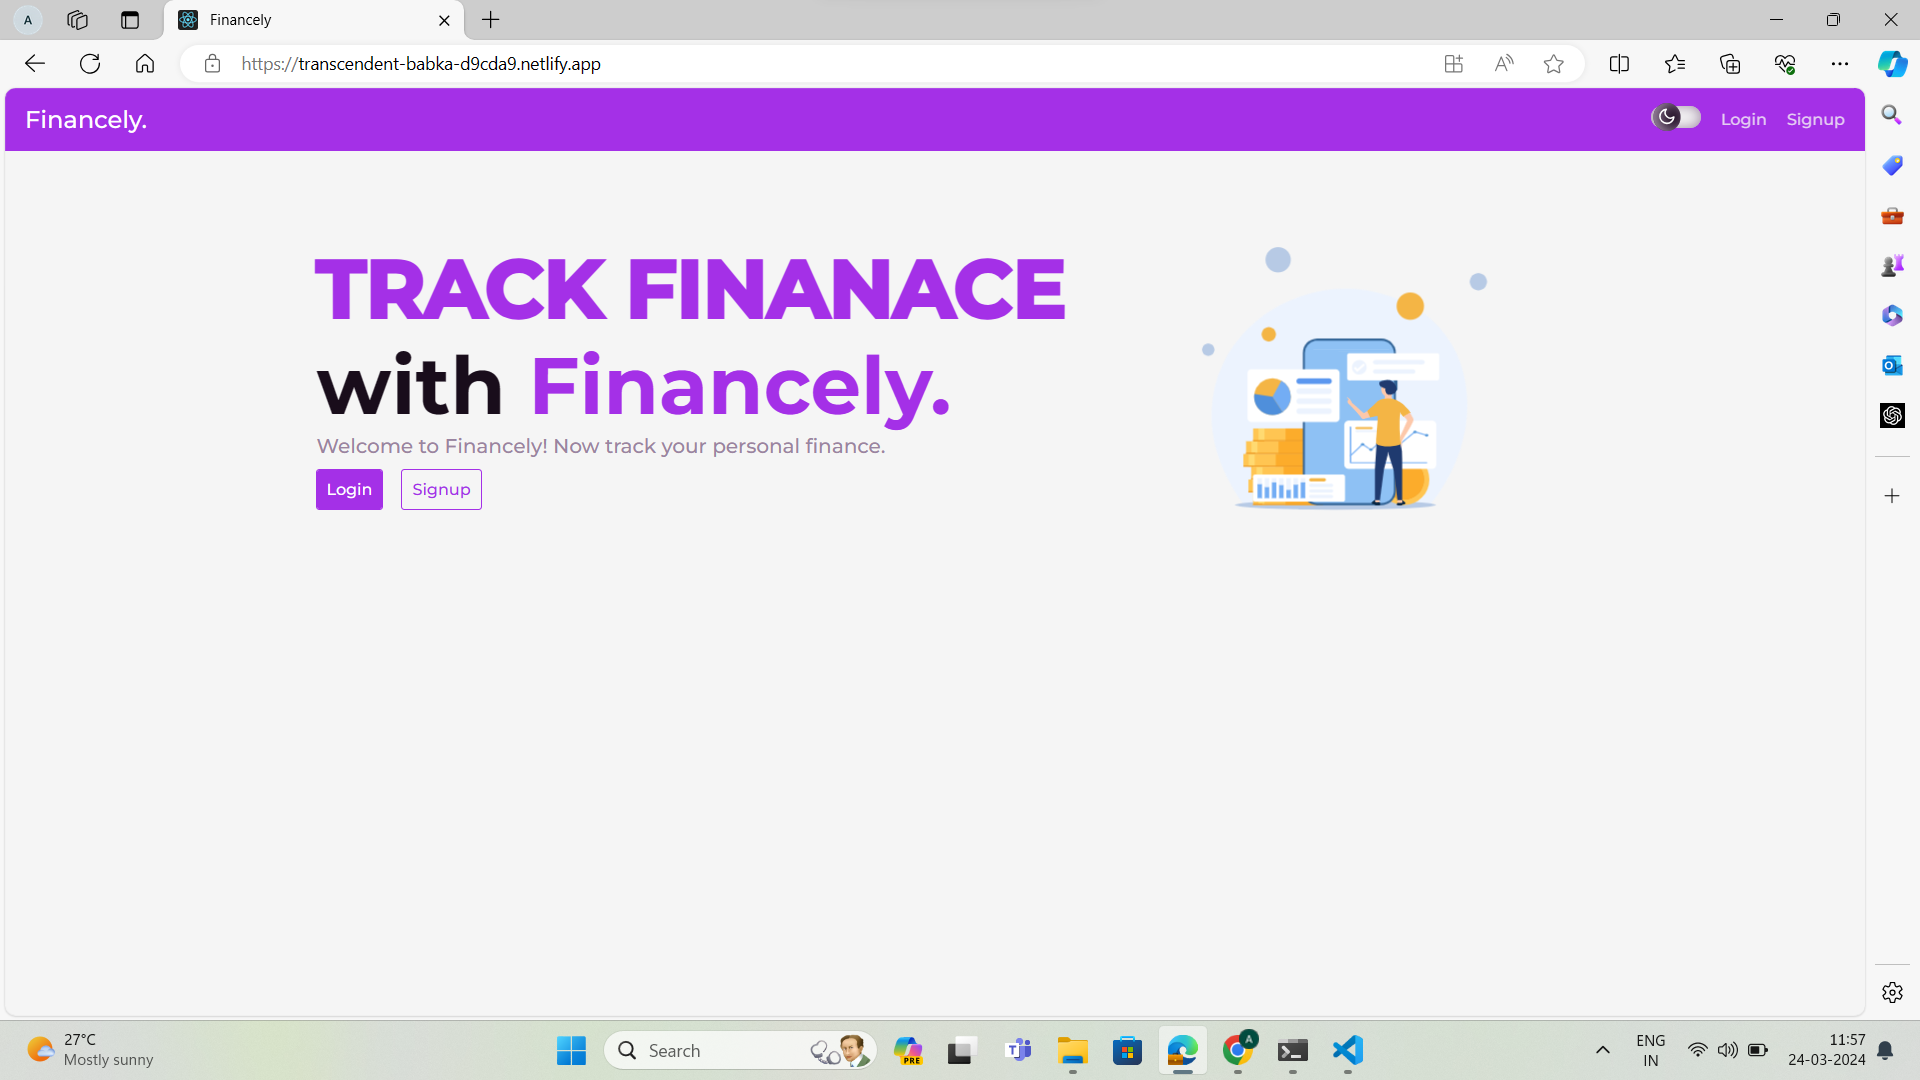 A
Financely
https://transcendent-babka-d9cda9.netlify.app
Financely.
Login Signup
TRACK FINANACE
with Financely.
Welcome to Financely! Now track your personal finance.
Login Signup
27°C
Mostly sunny
Search
PRE
A
ENG
IN
11:57
24-03-2024